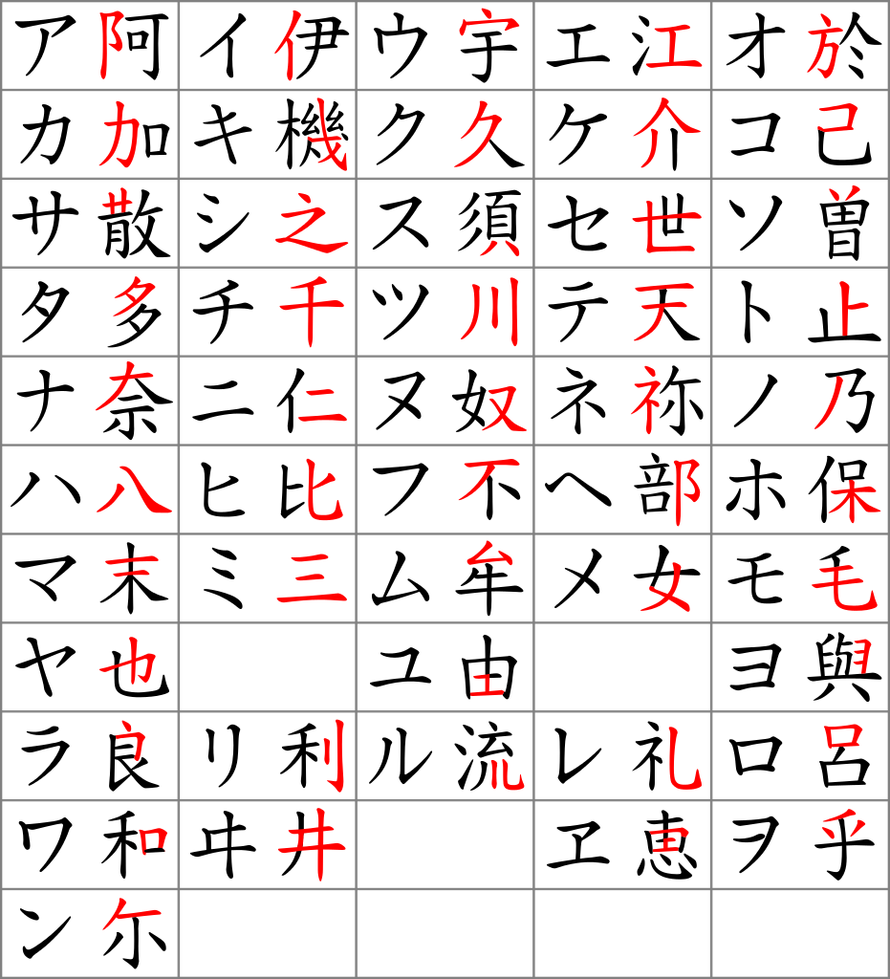 ア 阿 イ 伊 ウ 宇 エ 江 オ 於
カ 加 キ 機 ク 久 ケ 介 コ 己
サ 散 シ 之 ス 須 セ 世 ソ 曽
タ 多 チ 千 ツ 川 テ 天 ト 止
ナ 奈 ニ 仁 ヌ 奴 ネ 祢 ノ 乃
ハ 八 ヒ 比 フ 不 ヘ 部 ホ 保
マ 末 ミ 三 ム 牟 メ 女 モ 毛
ヤ 也 ユ 由 ヨ 與
ラ 良 リ 利 ル 流 レ 礼 ロ 呂
ワ 和 ヰ 井 ヱ 恵 ヲ 乎
ン 尓